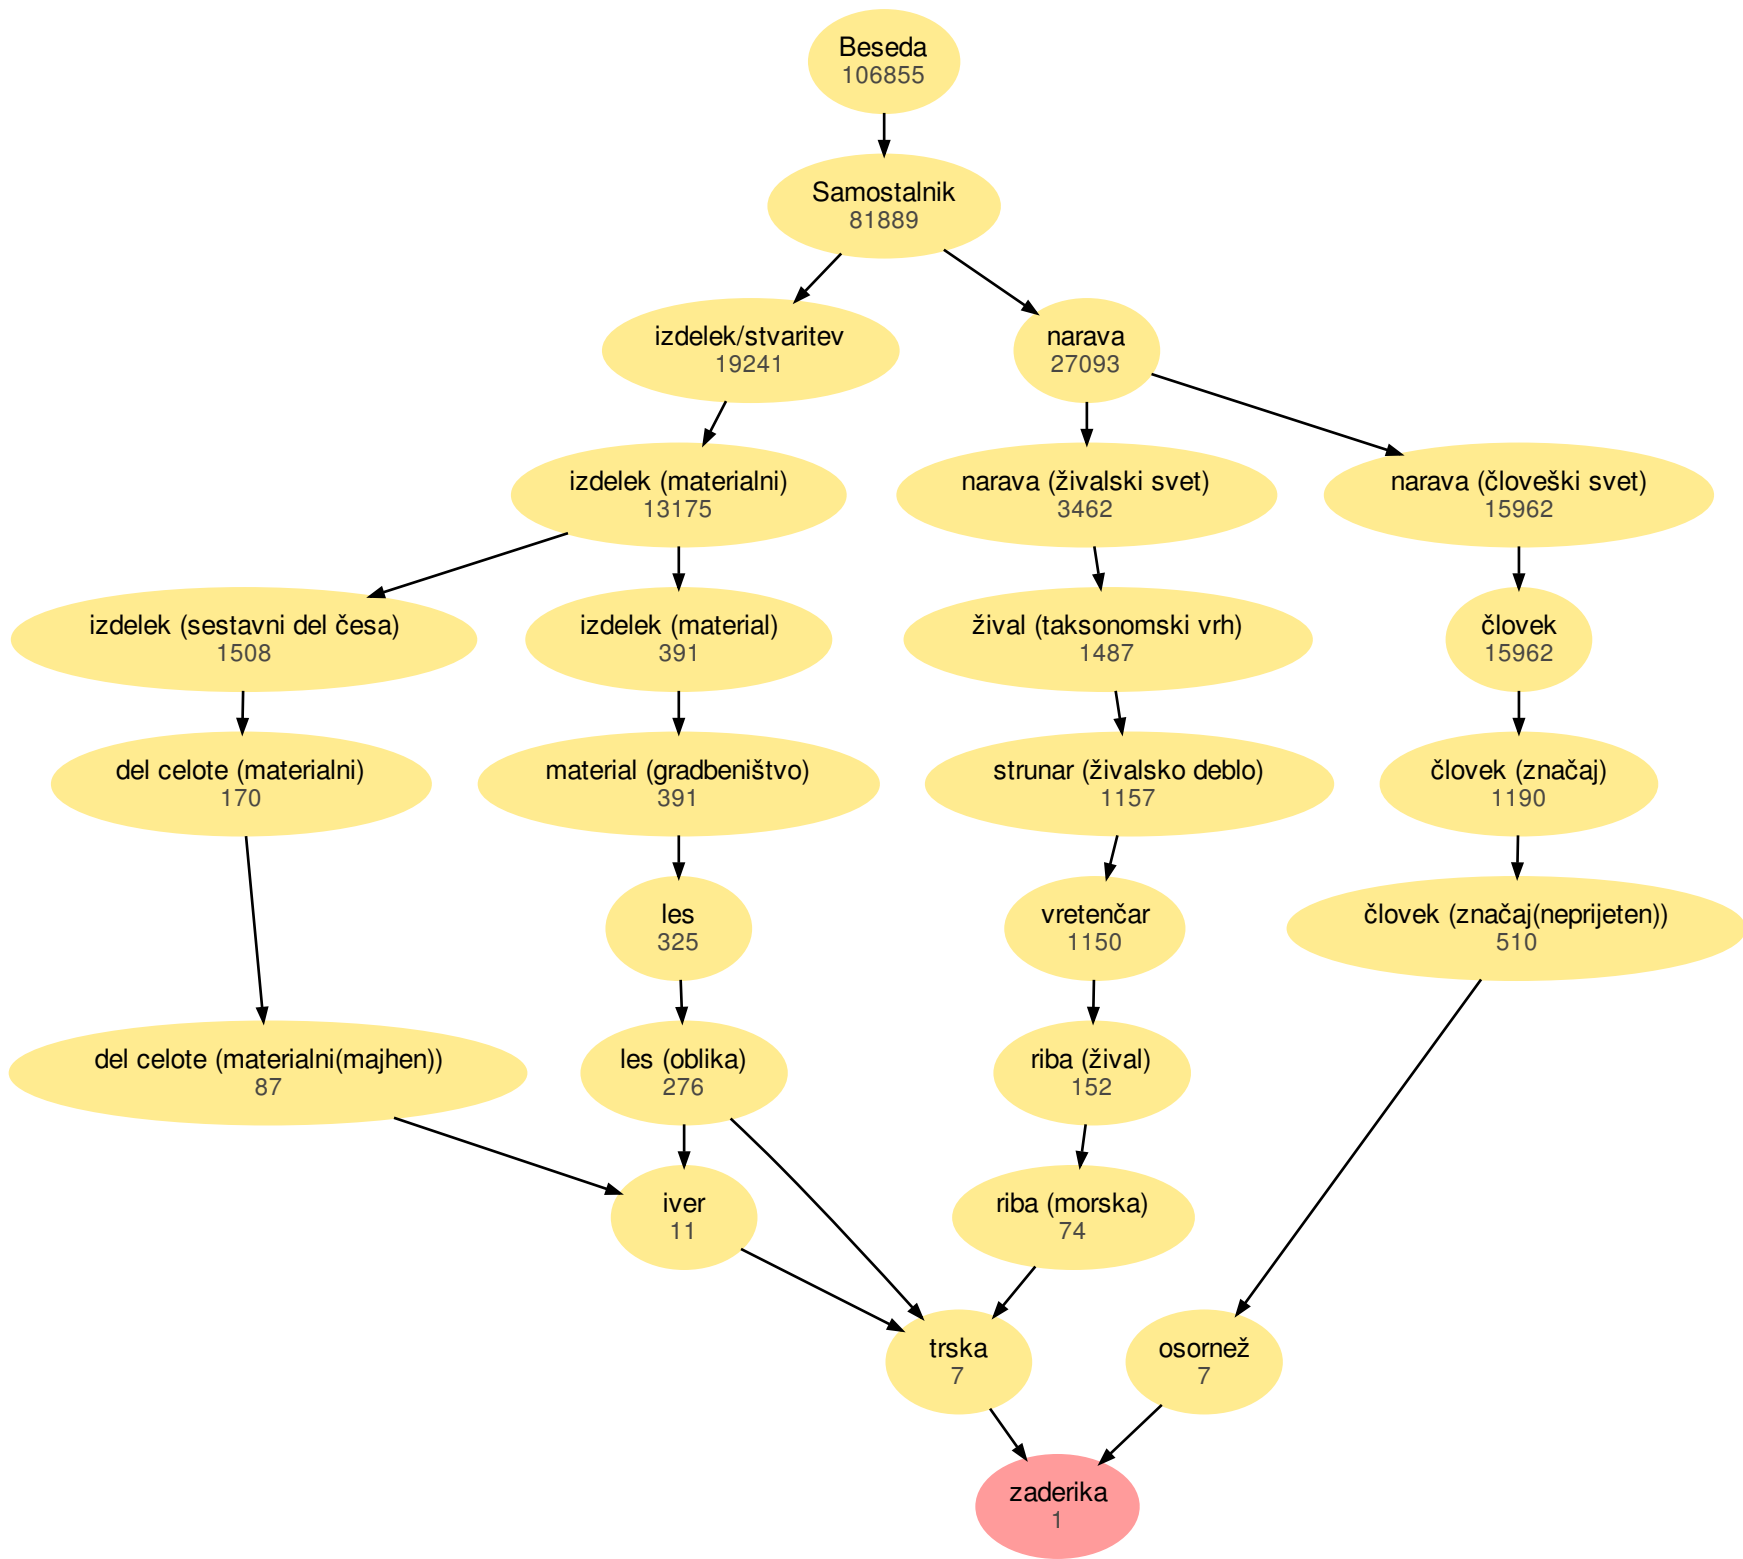 Beseda
106855
Samostalnik
81889
izdelek/stvaritev
19241
narava
27093
izdelek (materialni)
13175
narava (živalski svet)
3462
narava (človeški svet)
15962
izdelek (sestavni del česa)
1508
izdelek (material)
391
žival (taksonomski vrh)
1487
človek
15962
del celote (materialni)
170
material (gradbeništvo)
391
strunar (živalsko deblo)
1157
človek (značaj)
1190
les
325
vretenčar
1150
človek (značaj(neprijeten))
510
del celote (materialni(majhen))
87
les (oblika)
276
riba (žival)
152
iver
11
riba (morska)
74
trska
7
osornež
7
zaderika
1